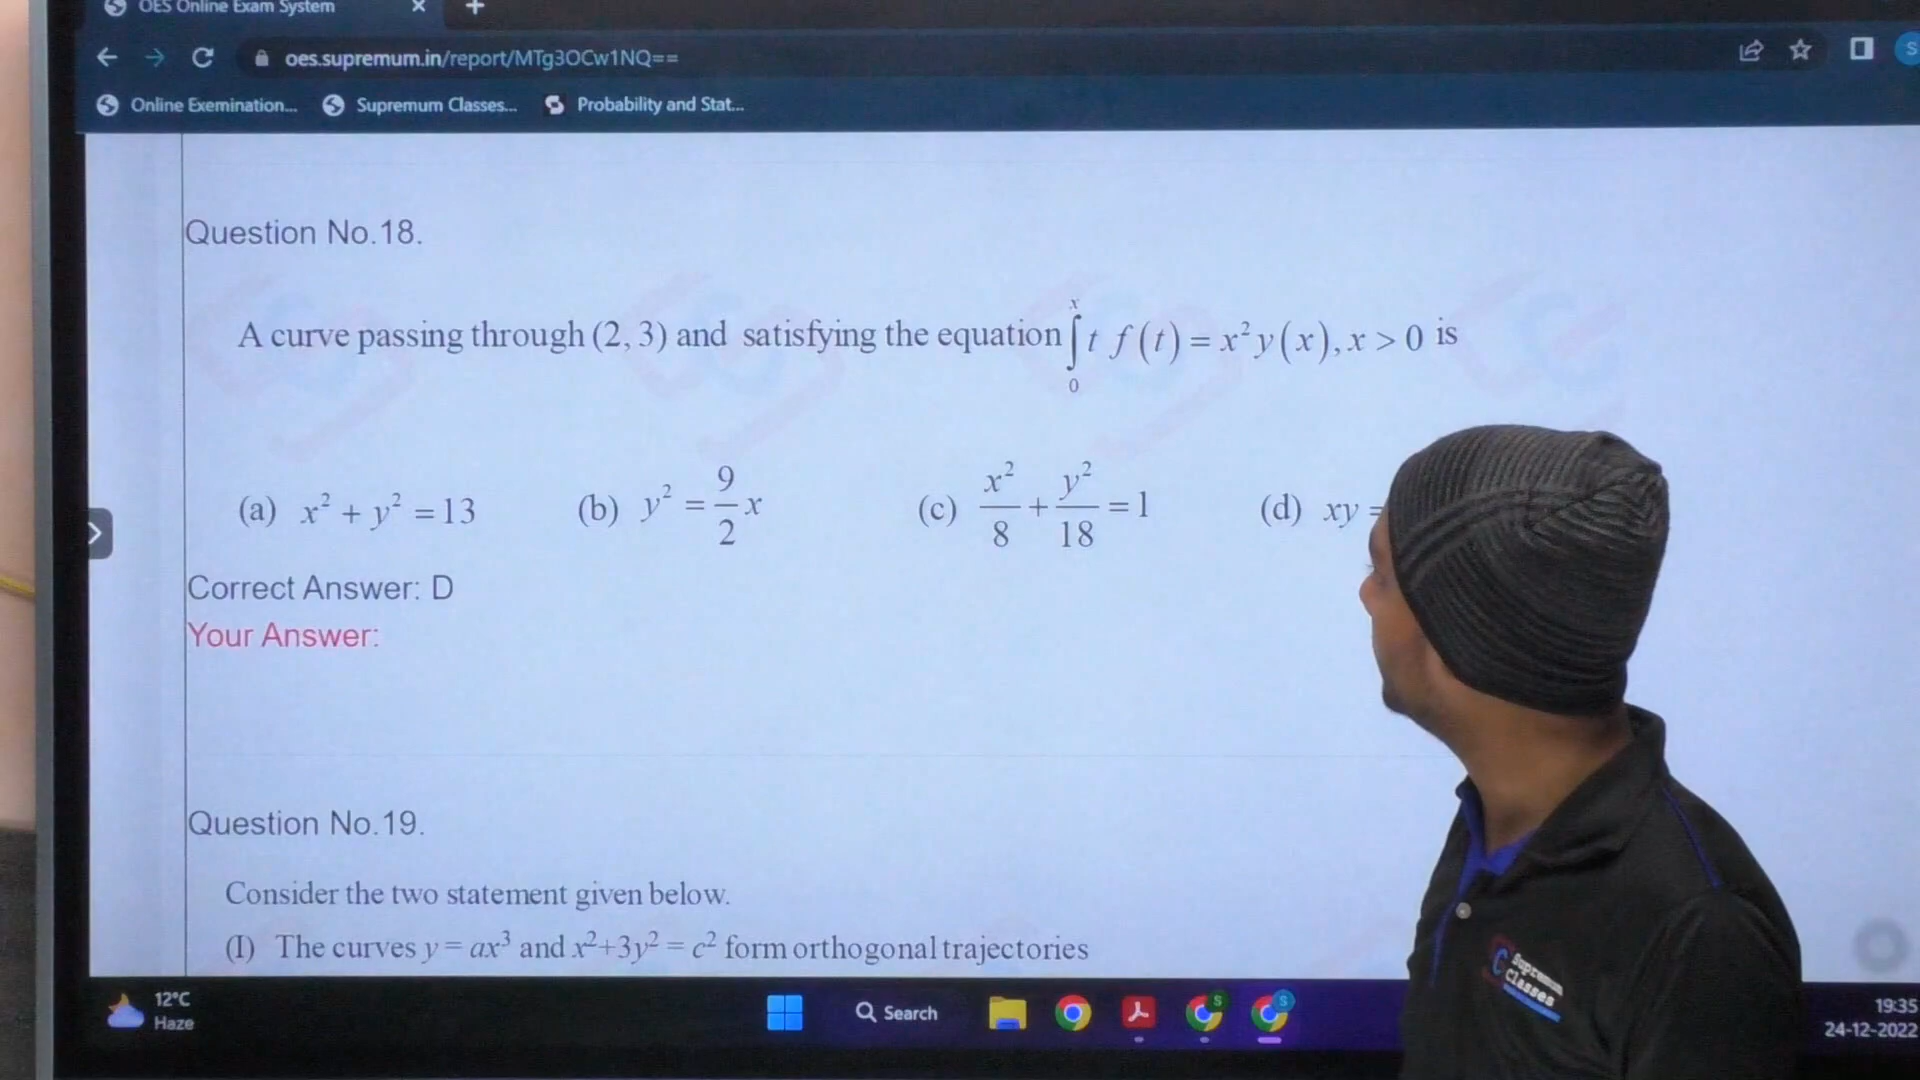 OES Online Exam System
oes.supremum.in/report/MTg3OCw1NQ==
Online Exemination... Supremum Classes... Probability and Stat...
Question No.18.
A curve passing through (2, 3) and satisfying the equation ∫₀ˣ t f(t) = x² y(x), x > 0 is
(a) x² + y² = 13 (b) y² = 9/2 x (c) x²/8 + y²/18 = 1 (d) xy =
Correct Answer: D
Your Answer:
Question No.19.
Consider the two statement given below.
(I) The curves y = ax³ and x²+3y² = c² form orthogonal trajectories
12°C
Haze
Search
19:35
24-12-2022
Supremum
Classes